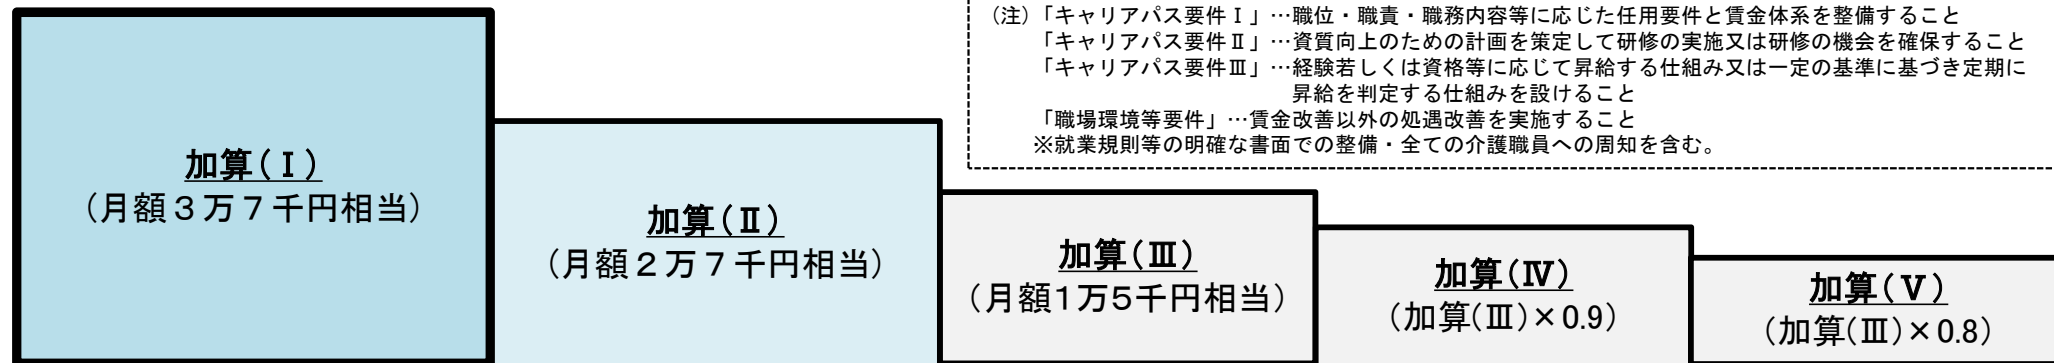 (注)「キャリアパス要件Ⅰ」…職位・職責・職務内容等に応じた任用要件と賃金体系を整備すること
「キャリアパス要件Ⅱ」…資質向上のための計画を策定して研修の実施又は研修の機会を確保すること
「キャリアパス要件Ⅲ」…経験若しくは資格等に応じて昇給する仕組み又は一定の基準に基づき定期に
昇給を判定する仕組みを設けること
「職場環境等要件」…賃金改善以外の処遇改善を実施すること
※就業規則等の明確な書面での整備・全ての介護職員への周知を含む。
加算(Ⅰ)
(月額3万7千円相当)
加算(Ⅱ)
(月額2万7千円相当)
加算(Ⅲ)
(月額1万5千円相当)
加算(Ⅳ)
(加算(Ⅲ)×0.9)
加算(Ⅴ)
(加算(Ⅲ)×0.8)